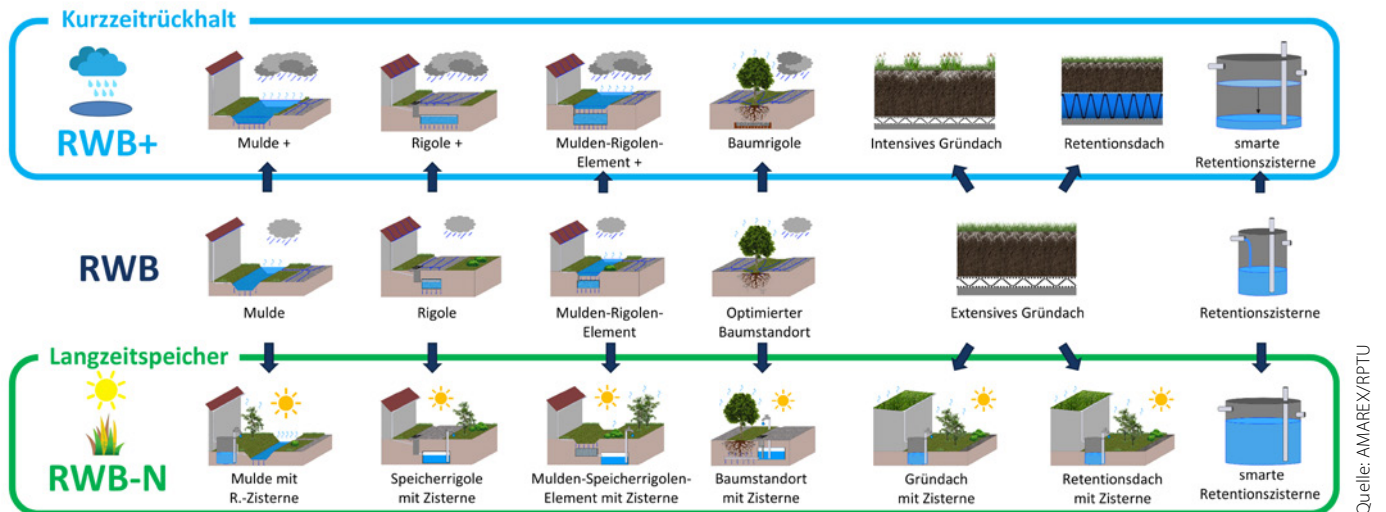 Kurzzeitrückhalt
RWB+
Mulde +
Rigole +
Mulden-Rigolen-
Element +
Baumrigole
Intensives Gründach
Retentionsdach
smarte
Retentionszisterne
RWB
Mulde
Rigole
Mulden-Rigolen-
Element
Optimierter
Baumstandort
Extensives Gründach
Retentionszisterne
Langzeitspeicher
RWB-N
Mulde mit
R.-Zisterne
Speicherrigole
mit Zisterne
Mulden-Speicherrigolen-
Element mit Zisterne
Baumstandort
mit Zisterne
Gründach
mit Zisterne
Retentionsdach
mit Zisterne
smarte
Retentionszisterne
Quelle: AMAREX/RPTU